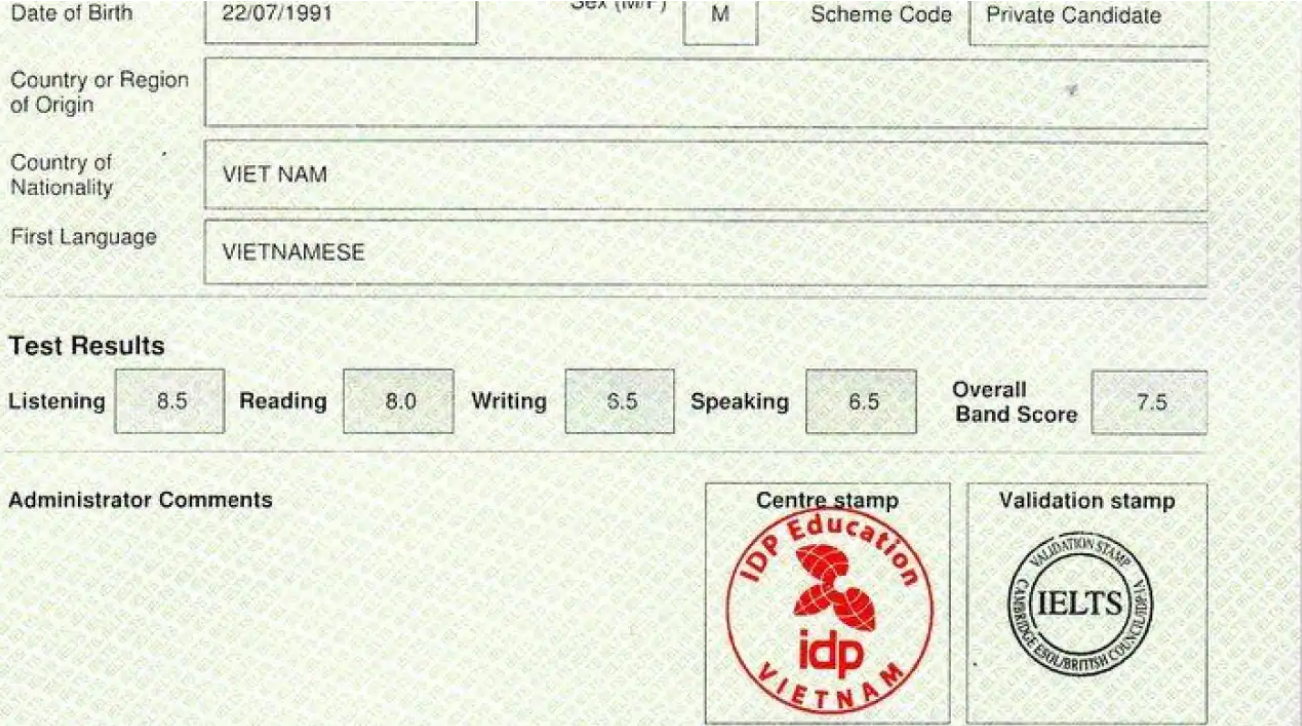 Date of Birth 22/07/1991 Sex (M/F) M Scheme Code Private Candidate
Country or Region
of Origin
Country of
Nationality
VIET NAM
First Language
VIETNAMESE
Test Results
Listening 8.5 Reading 8.0 Writing 6.5 Speaking 6.5 Overall
Band Score 7.5
Administrator Comments
Centre stamp
Validation stamp
IDP Education
idp
VIETNAM
VALIDATION STAMP
IELTS
CAMBRIDGE ESOL/BRITISH COUNCIL/IDP